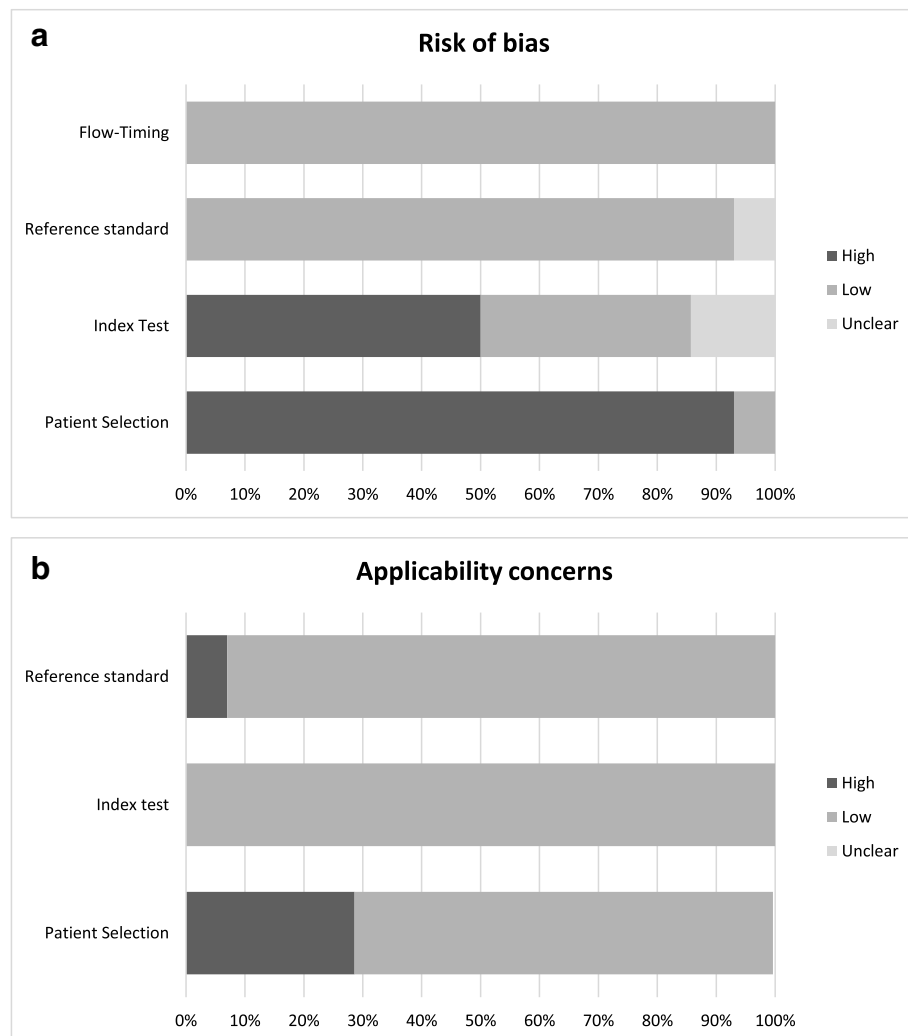 a
Risk of bias
Flow-Timing
Reference standard
Index Test
Patient Selection
0% 10% 20% 30% 40% 50% 60% 70% 80% 90% 100%
High
Low
Unclear
b
Applicability concerns
Reference standard
Index test
Patient Selection
0% 10% 20% 30% 40% 50% 60% 70% 80% 90% 100%
High
Low
Unclear